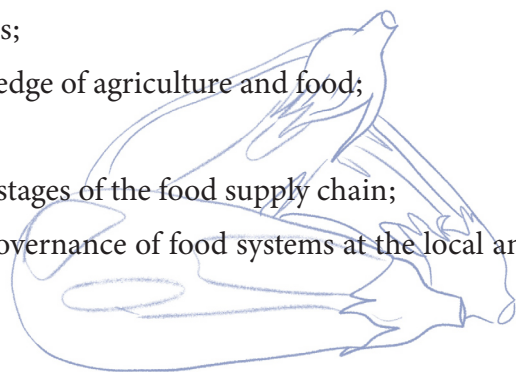 s;
edge of agriculture and food;
stages of the food supply chain;
overnance of food systems at the local an